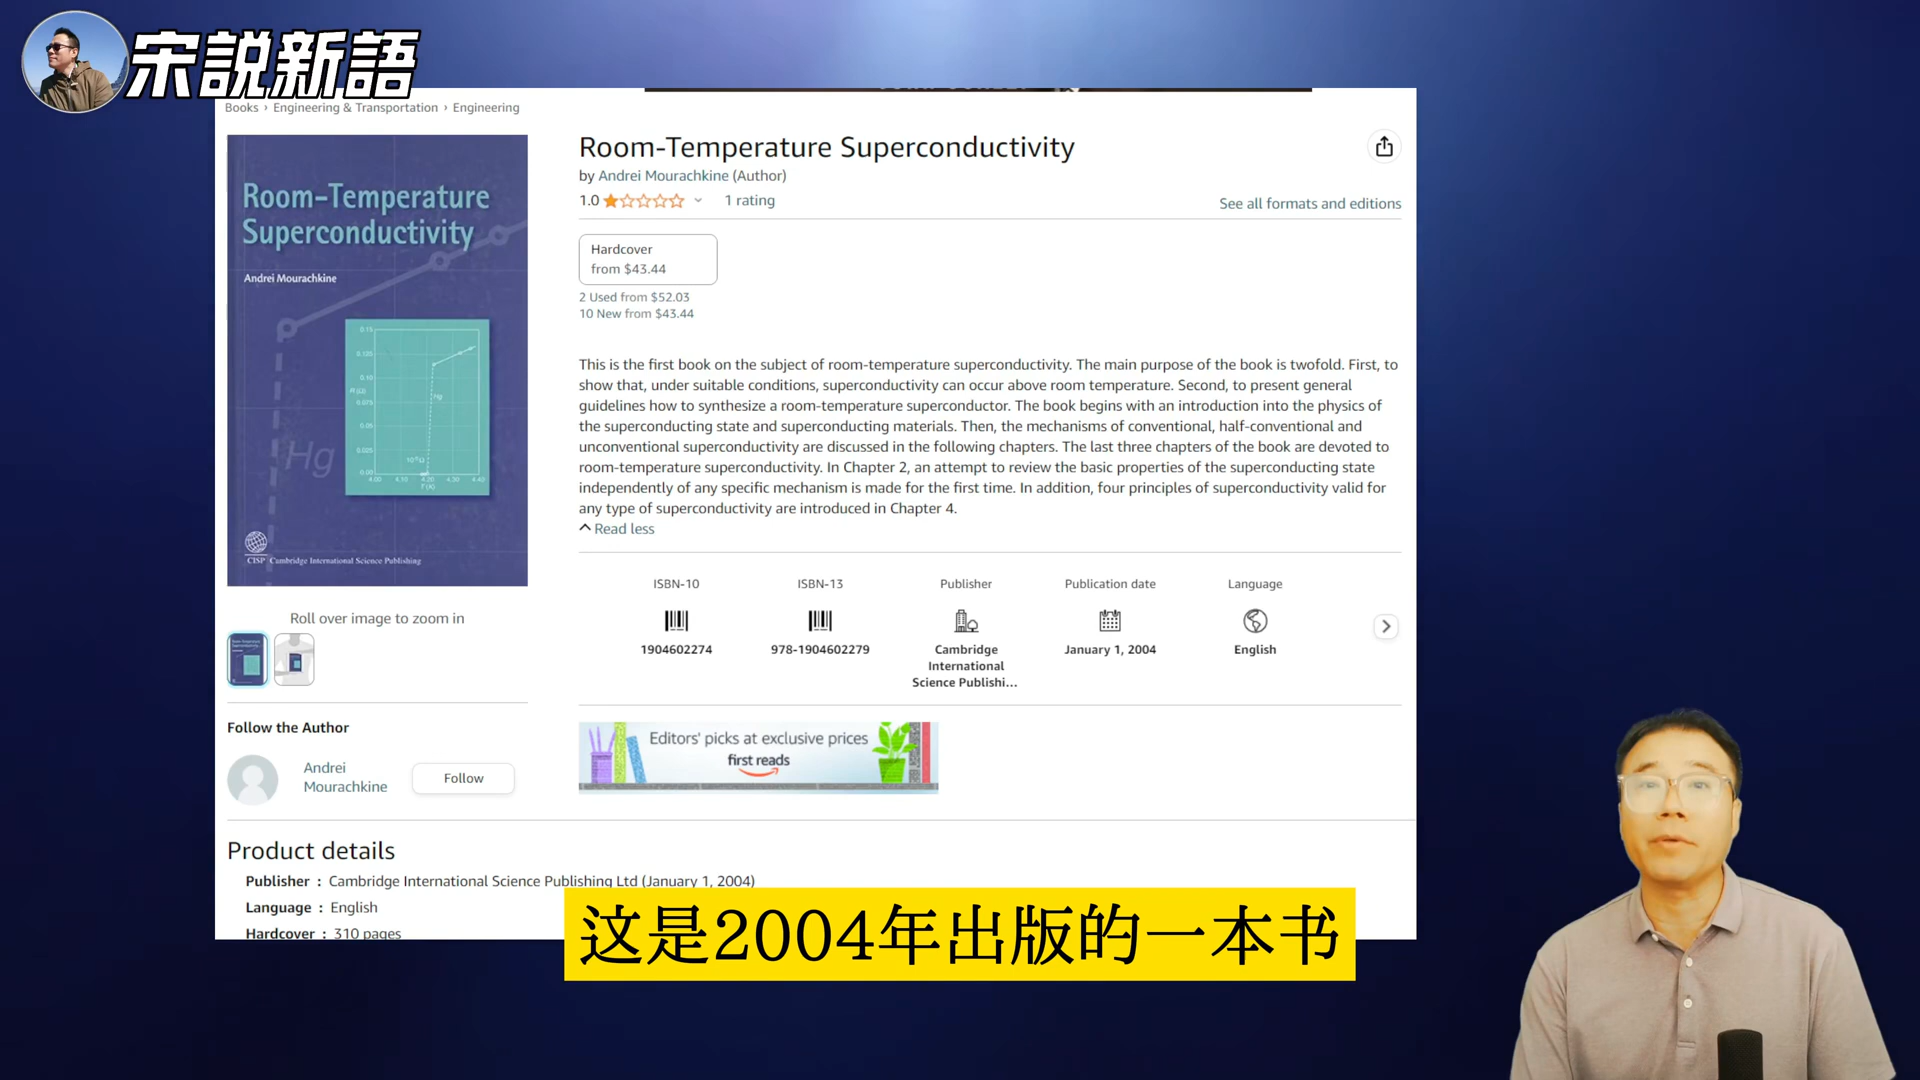 宋説新語
Books › Engineering & Transportation › Engineering
Room-Temperature
Superconductivity
Andrei Mourachkine
Hg
Hg
CISP Cambridge International Science Publishing
Roll over image to zoom in
Follow the Author
Andrei
Mourachkine
Follow
Room-Temperature Superconductivity
by Andrei Mourachkine (Author)
1.0
1 rating
See all formats and editions
Hardcover
from $43.44
2 Used from $52.03
10 New from $43.44
This is the first book on the subject of room-temperature superconductivity. The main purpose of the book is twofold. First, to
show that, under suitable conditions, superconductivity can occur above room temperature. Second, to present general
guidelines how to synthesize a room-temperature superconductor. The book begins with an introduction into the physics of
the superconducting state and superconducting materials. Then, the mechanisms of conventional, half-conventional and
unconventional superconductivity are discussed in the following chapters. The last three chapters of the book are devoted to
room-temperature superconductivity. In Chapter 2, an attempt to review the basic properties of the superconducting state
independently of any specific mechanism is made for the first time. In addition, four principles of superconductivity valid for
any type of superconductivity are introduced in Chapter 4.
Read less
ISBN-10
1904602274
ISBN-13
978-1904602279
Publisher
Cambridge
International
Science Publishi...
Publication date
January 1, 2004
Language
English
Editors' picks at exclusive prices
first reads
Product details
Publisher : Cambridge International Science Publishing Ltd (January 1, 2004)
Language : English
Hardcover : 310 pages
这是2004年出版的一本书